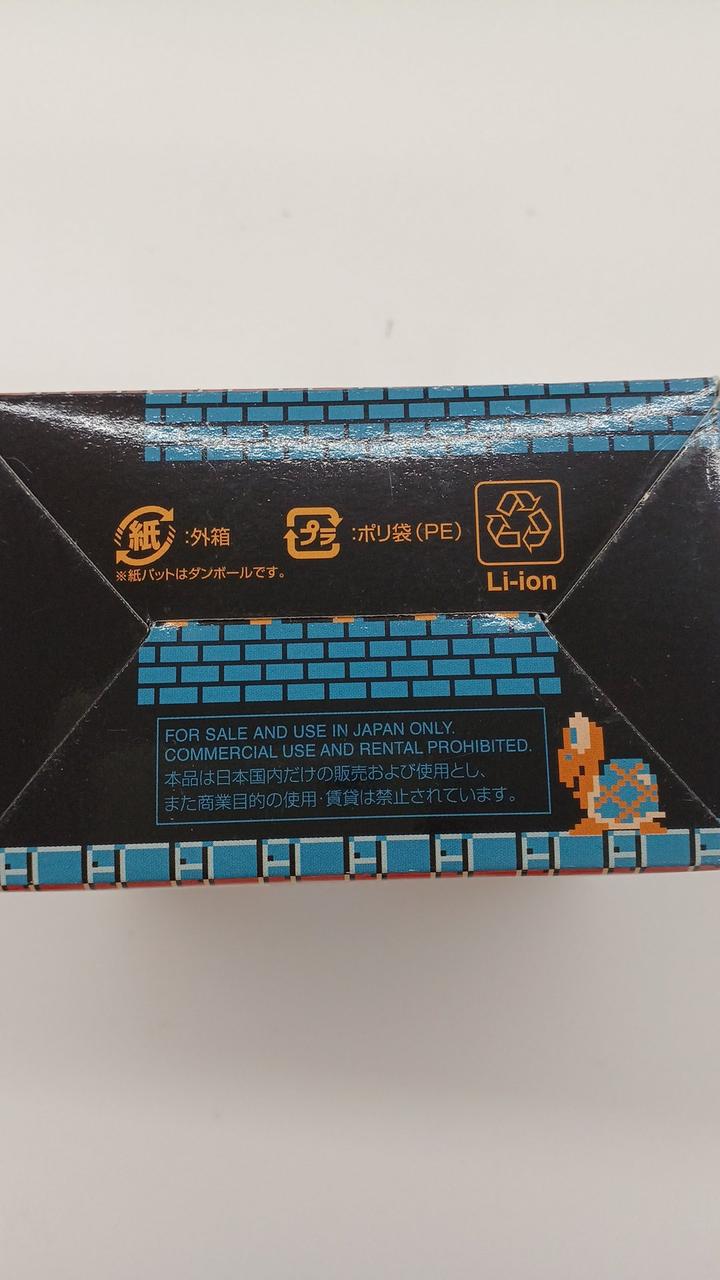 紙 :外箱 プラ :ポリ袋(PE)
※紙パットはダンボールです。
Li-ion
FOR SALE AND USE IN JAPAN ONLY.
COMMERCIAL USE AND RENTAL PROHIBITED.
本品は日本国内だけの販売および使用とし、
また商業目的の使用・賃貸は禁止されています。